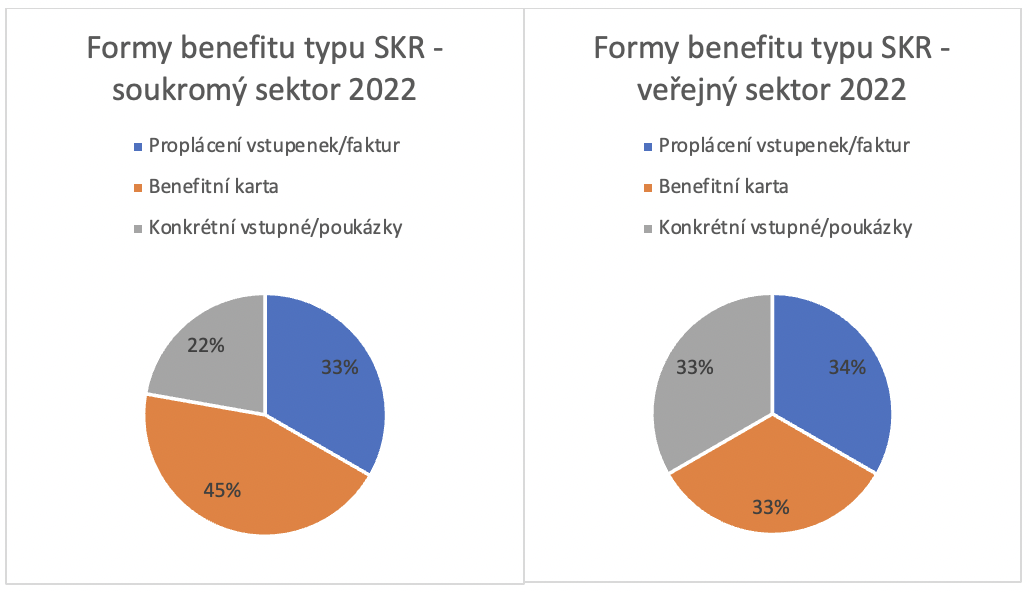 Formy benefitu typu SKR -
soukromý sektor 2022
Proplácení vstupenek/faktur
Benefitní karta
Konkrétní vstupné/poukázky
22%
33%
45%
Formy benefitu typu SKR -
veřejný sektor 2022
Proplácení vstupenek/faktur
Benefitní karta
Konkrétní vstupné/poukázky
33%
34%
33%